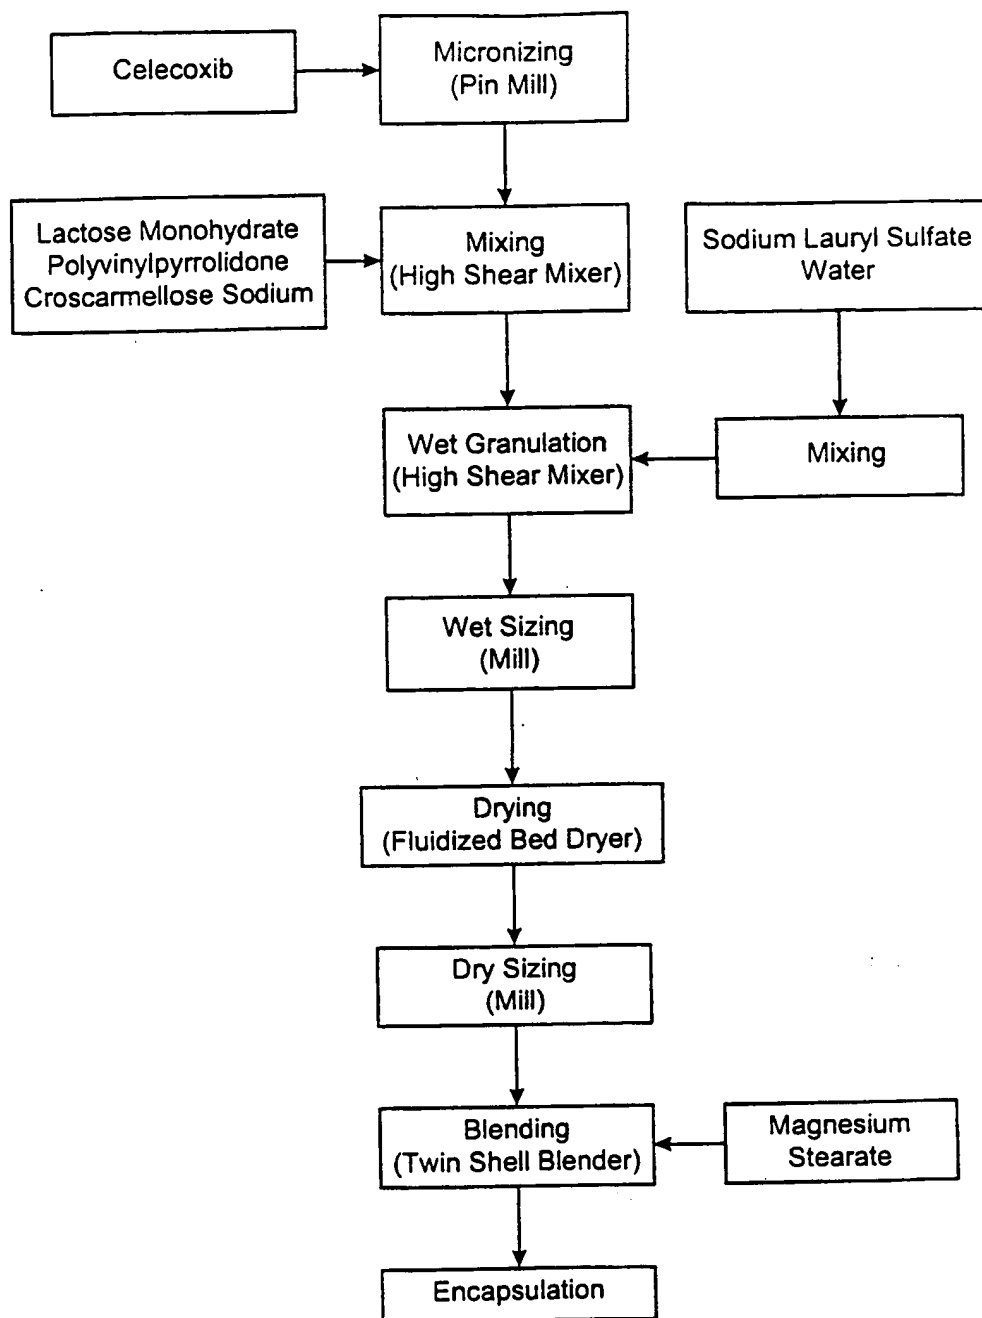 Celecoxib
Micronizing
(Pin Mill)
Lactose Monohydrate
Polyvinylpyrrolidone
Croscarmellose Sodium
Mixing
(High Shear Mixer)
Sodium Lauryl Sulfate
Water
Wet Granulation
(High Shear Mixer)
Mixing
Wet Sizing
(Mill)
Drying
(Fluidized Bed Dryer)
Dry Sizing
(Mill)
Blending
(Twin Shell Blender)
Magnesium
Stearate
Encapsulation